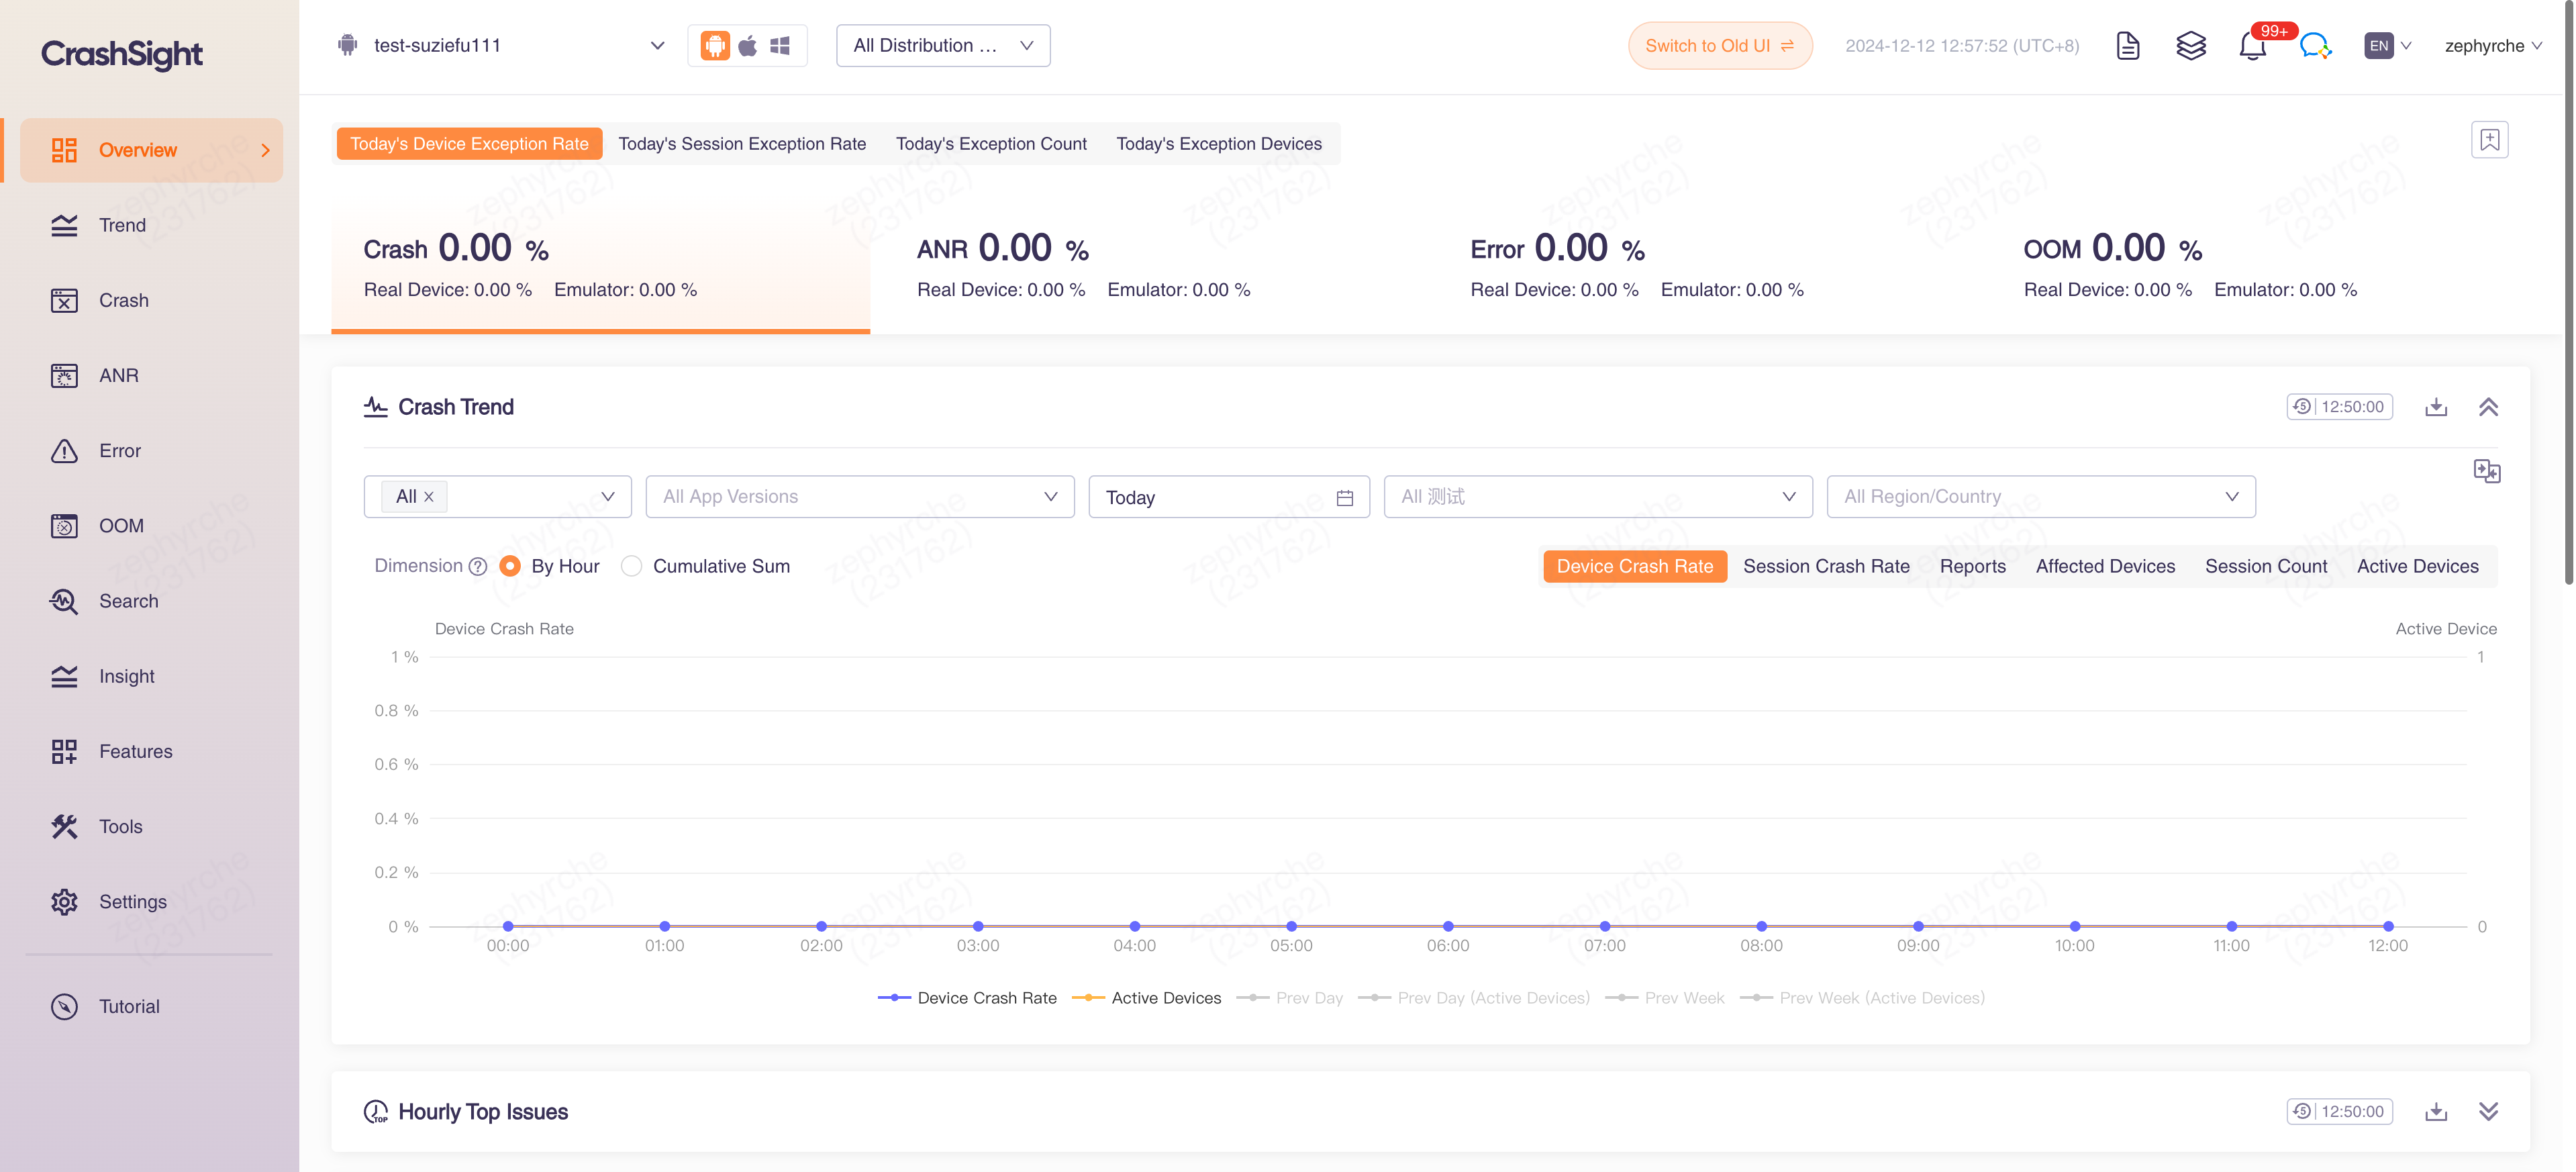 CrashSight
test-suziefu111
All Distribution ...
Switch to Old UI
2024-12-12 12:57:52 (UTC+8)
99+
EN
zephyrche
Overview
Trend
Crash
ANR
Error
OOM
Search
Insight
Features
Tools
Settings
Tutorial
Today's Device Exception Rate Today's Session Exception Rate Today's Exception Count Today's Exception Devices
Crash 0.00 %
Real Device: 0.00 % Emulator: 0.00 %
ANR 0.00 %
Real Device: 0.00 % Emulator: 0.00 %
Error 0.00 %
Real Device: 0.00 % Emulator: 0.00 %
OOM 0.00 %
Real Device: 0.00 % Emulator: 0.00 %
Crash Trend
5 12:50:00
All × All App Versions Today All 测试 All Region/Country
Dimension ? By Hour Cumulative Sum
Device Crash Rate Session Crash Rate Reports Affected Devices Session Count Active Devices
Device Crash Rate Active Device
1 % 1
0.8 %
0.6 %
0.4 %
0.2 %
0 % 0
00:00 01:00 02:00 03:00 04:00 05:00 06:00 07:00 08:00 09:00 10:00 11:00 12:00
Device Crash Rate Active Devices Prev Day Prev Day (Active Devices) Prev Week Prev Week (Active Devices)
TOP Hourly Top Issues
5 12:50:00
zephyrche
(231762)